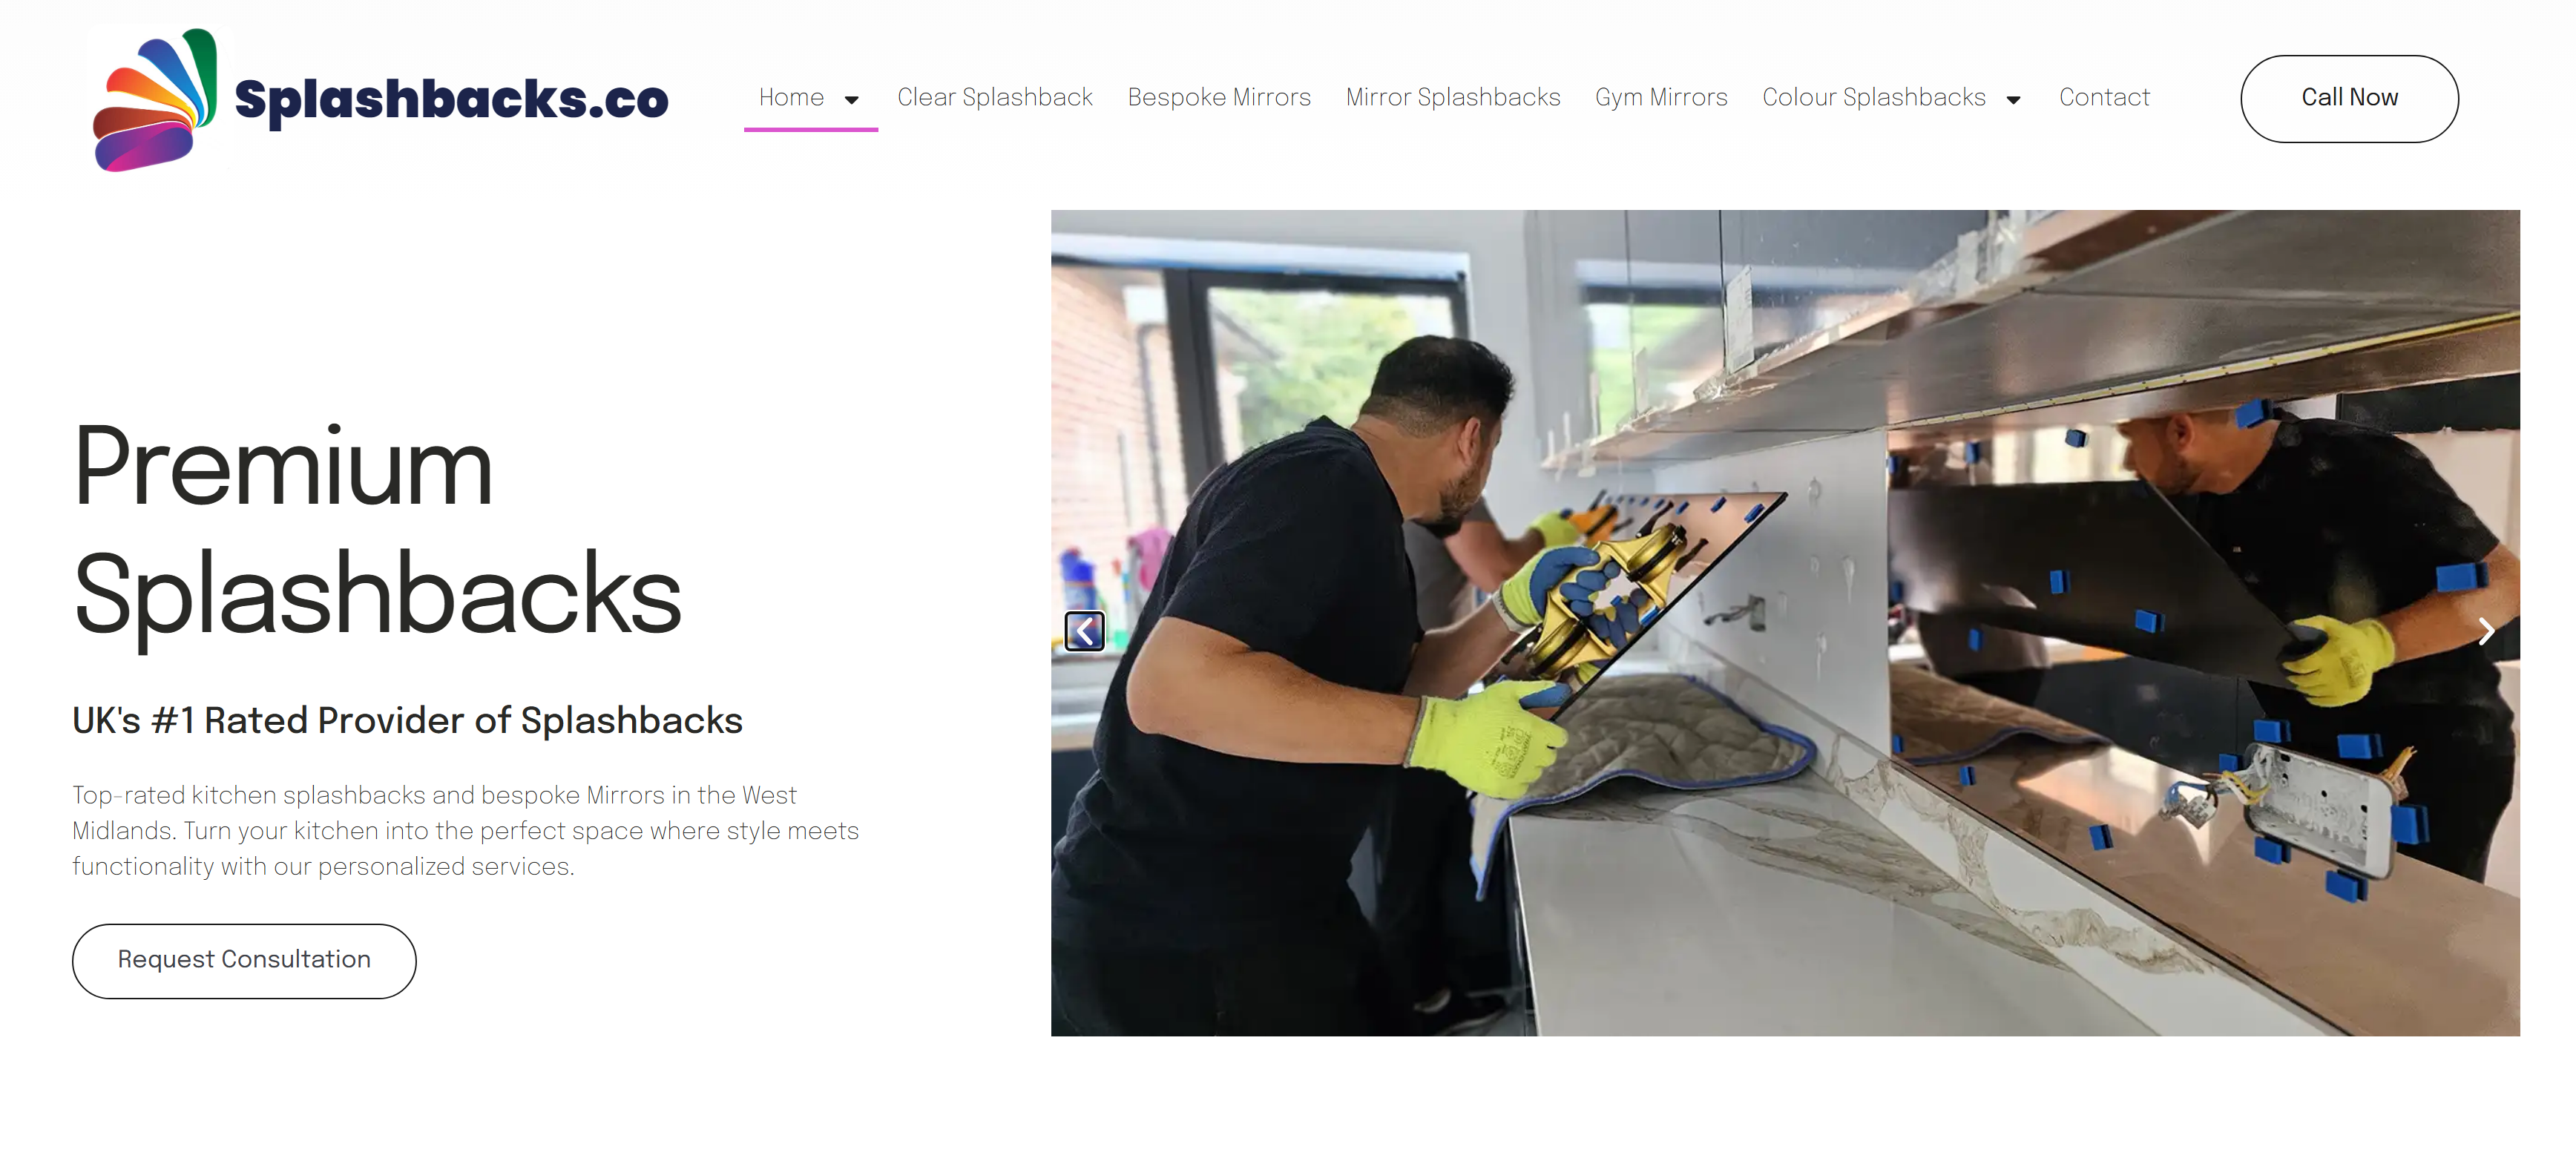 Splashbacks.co
Home
Clear Splashback
Bespoke Mirrors
Mirror Splashbacks
Gym Mirrors
Colour Splashbacks
Contact
Call Now
Premium
Splashbacks
UK's #1 Rated Provider of Splashbacks
Top-rated kitchen splashbacks and bespoke Mirrors in the West
Midlands. Turn your kitchen into the perfect space where style meets
functionality with our personalized services.
Request Consultation